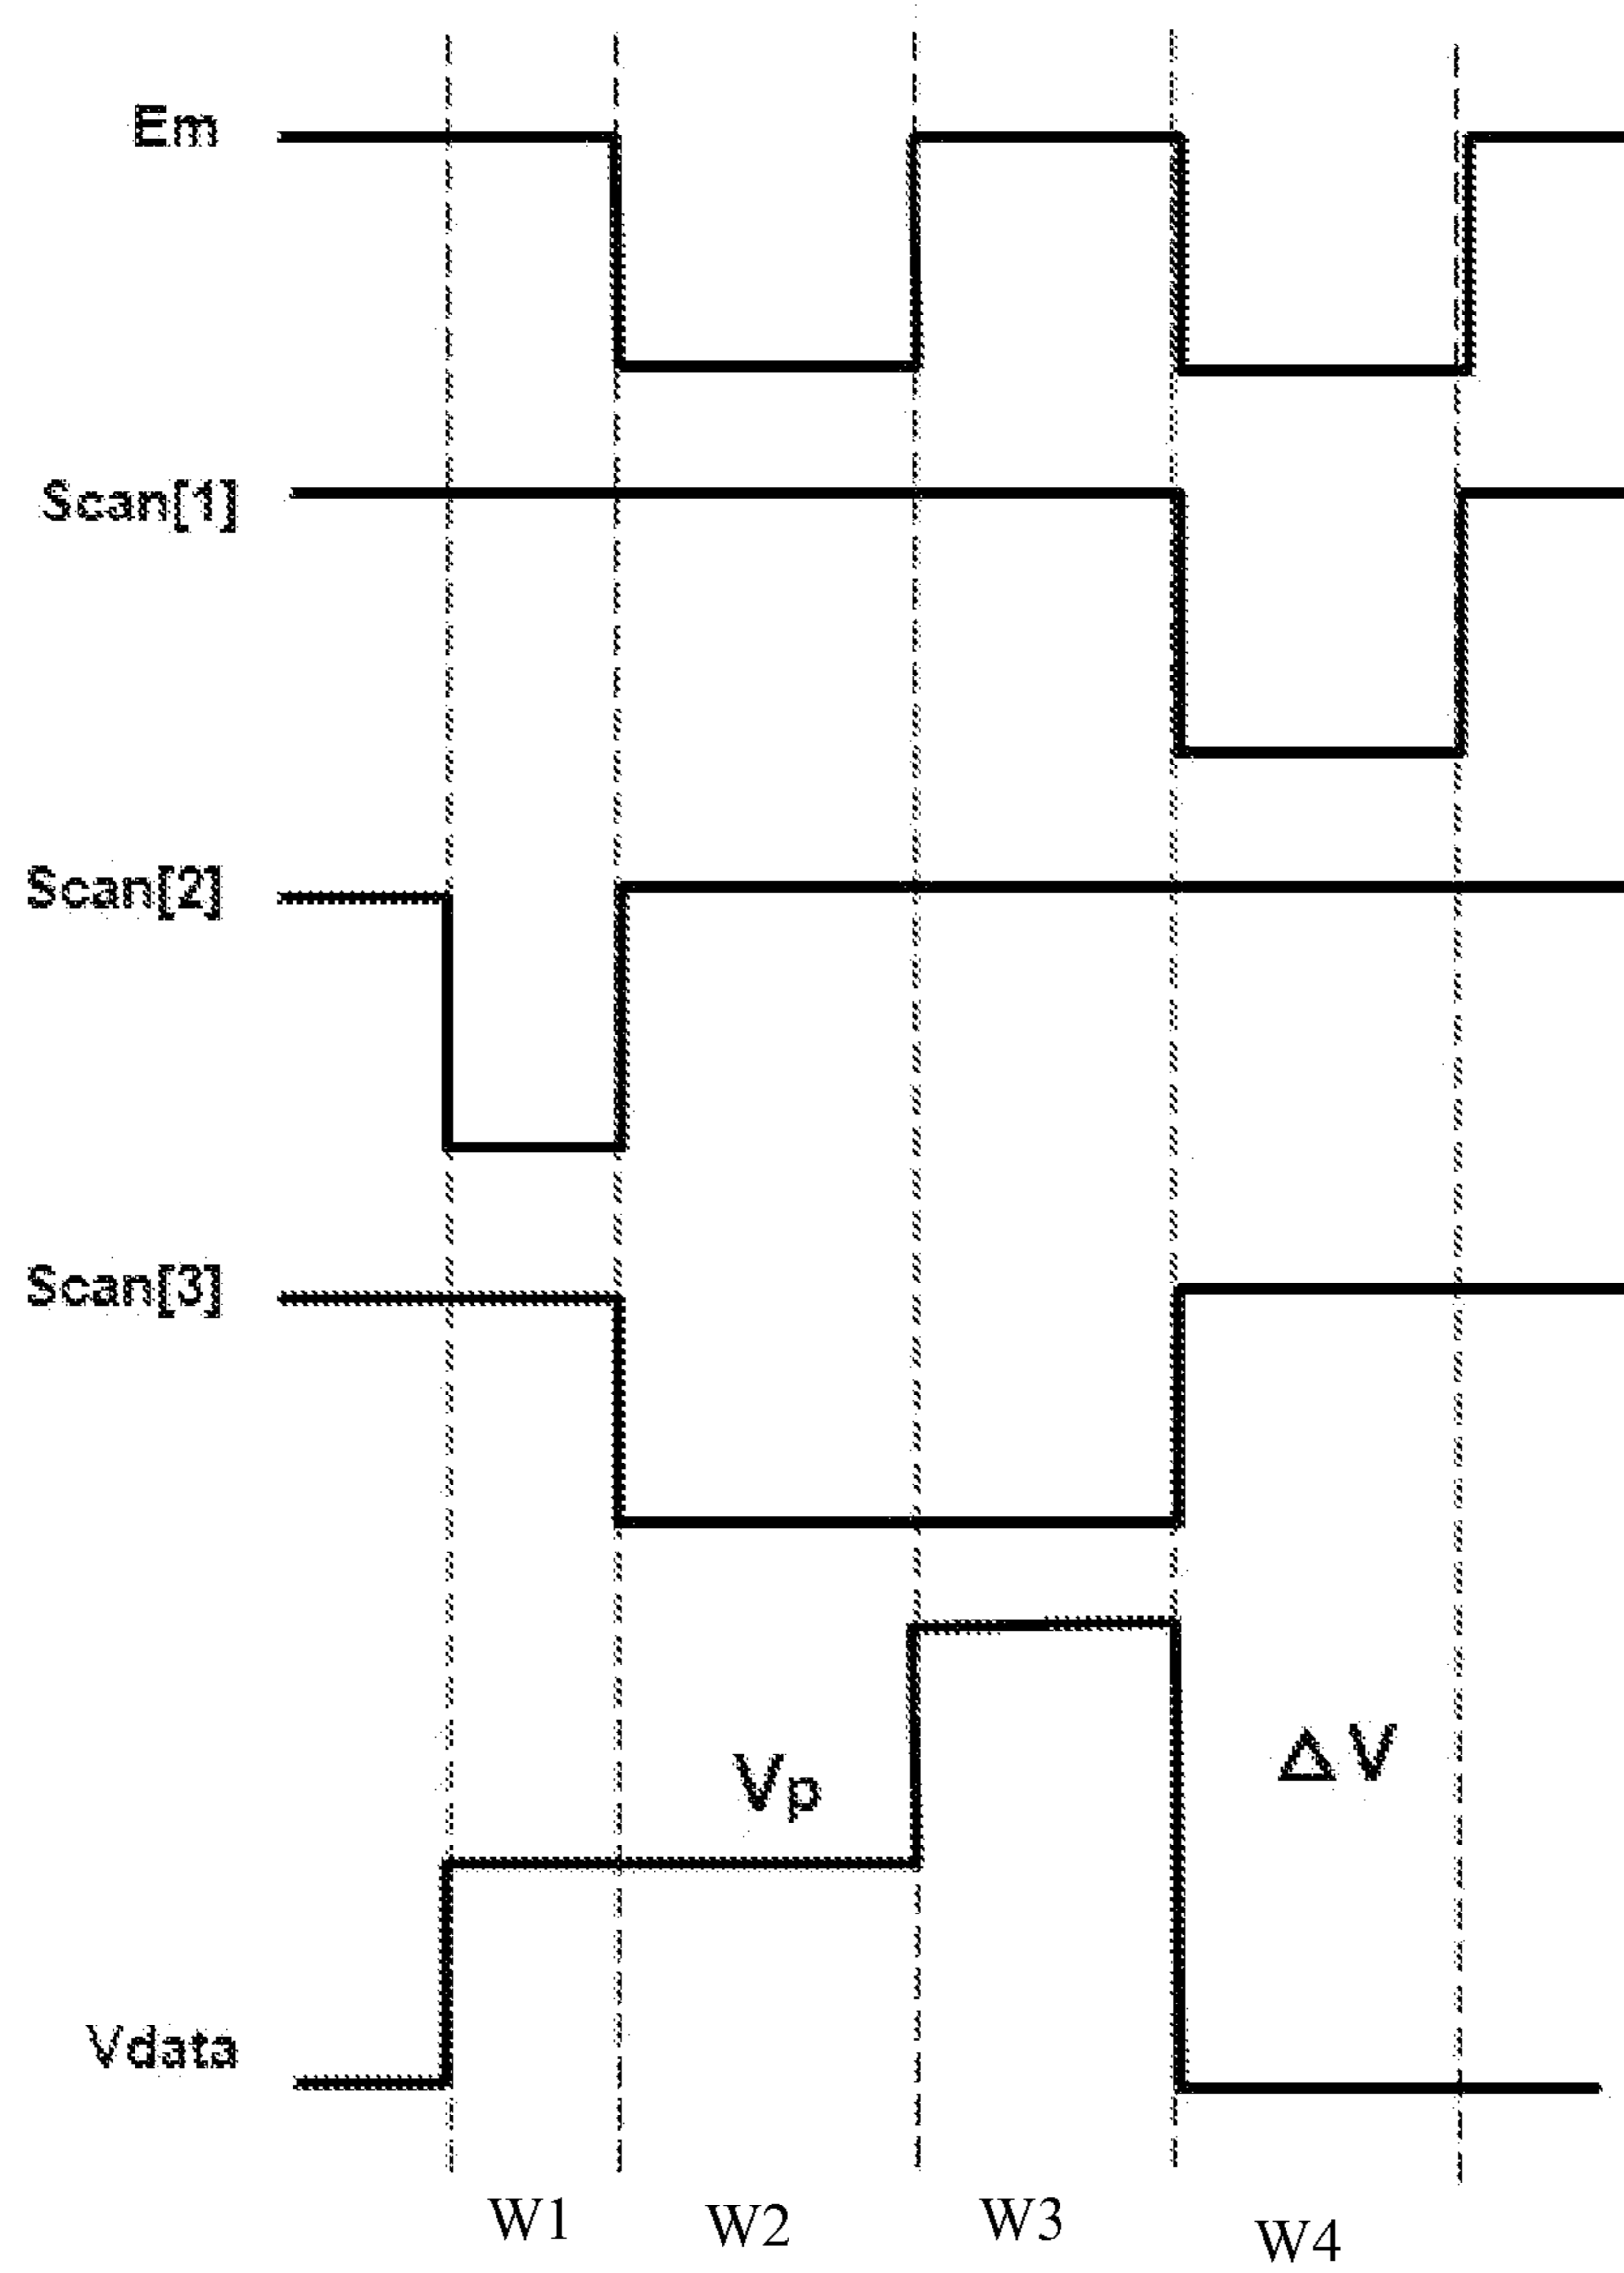 Em
Scan[1]
Scan[2]
Scan[3]
Vp
ΔV
Vdata
W1 W2 W3 W4